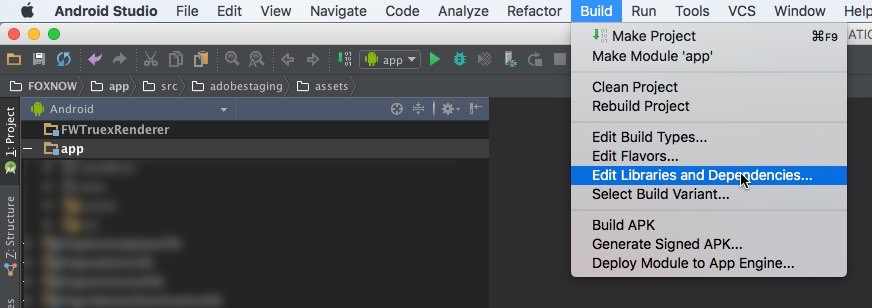 Android Studio File Edit View Navigate Code Analyze Refactor Build Run Tools VCS Window Help
Make Project ⌘F9
Make Module 'app'
app
Clean Project
FOXNOW app src adobestaging assets
Rebuild Project
1: Project
Android
FWTruexRenderer
Edit Build Types...
app
Edit Flavors...
Edit Libraries and Dependencies...
Select Build Variant...
Z: Structure
Build APK
Generate Signed APK...
Deploy Module to App Engine...